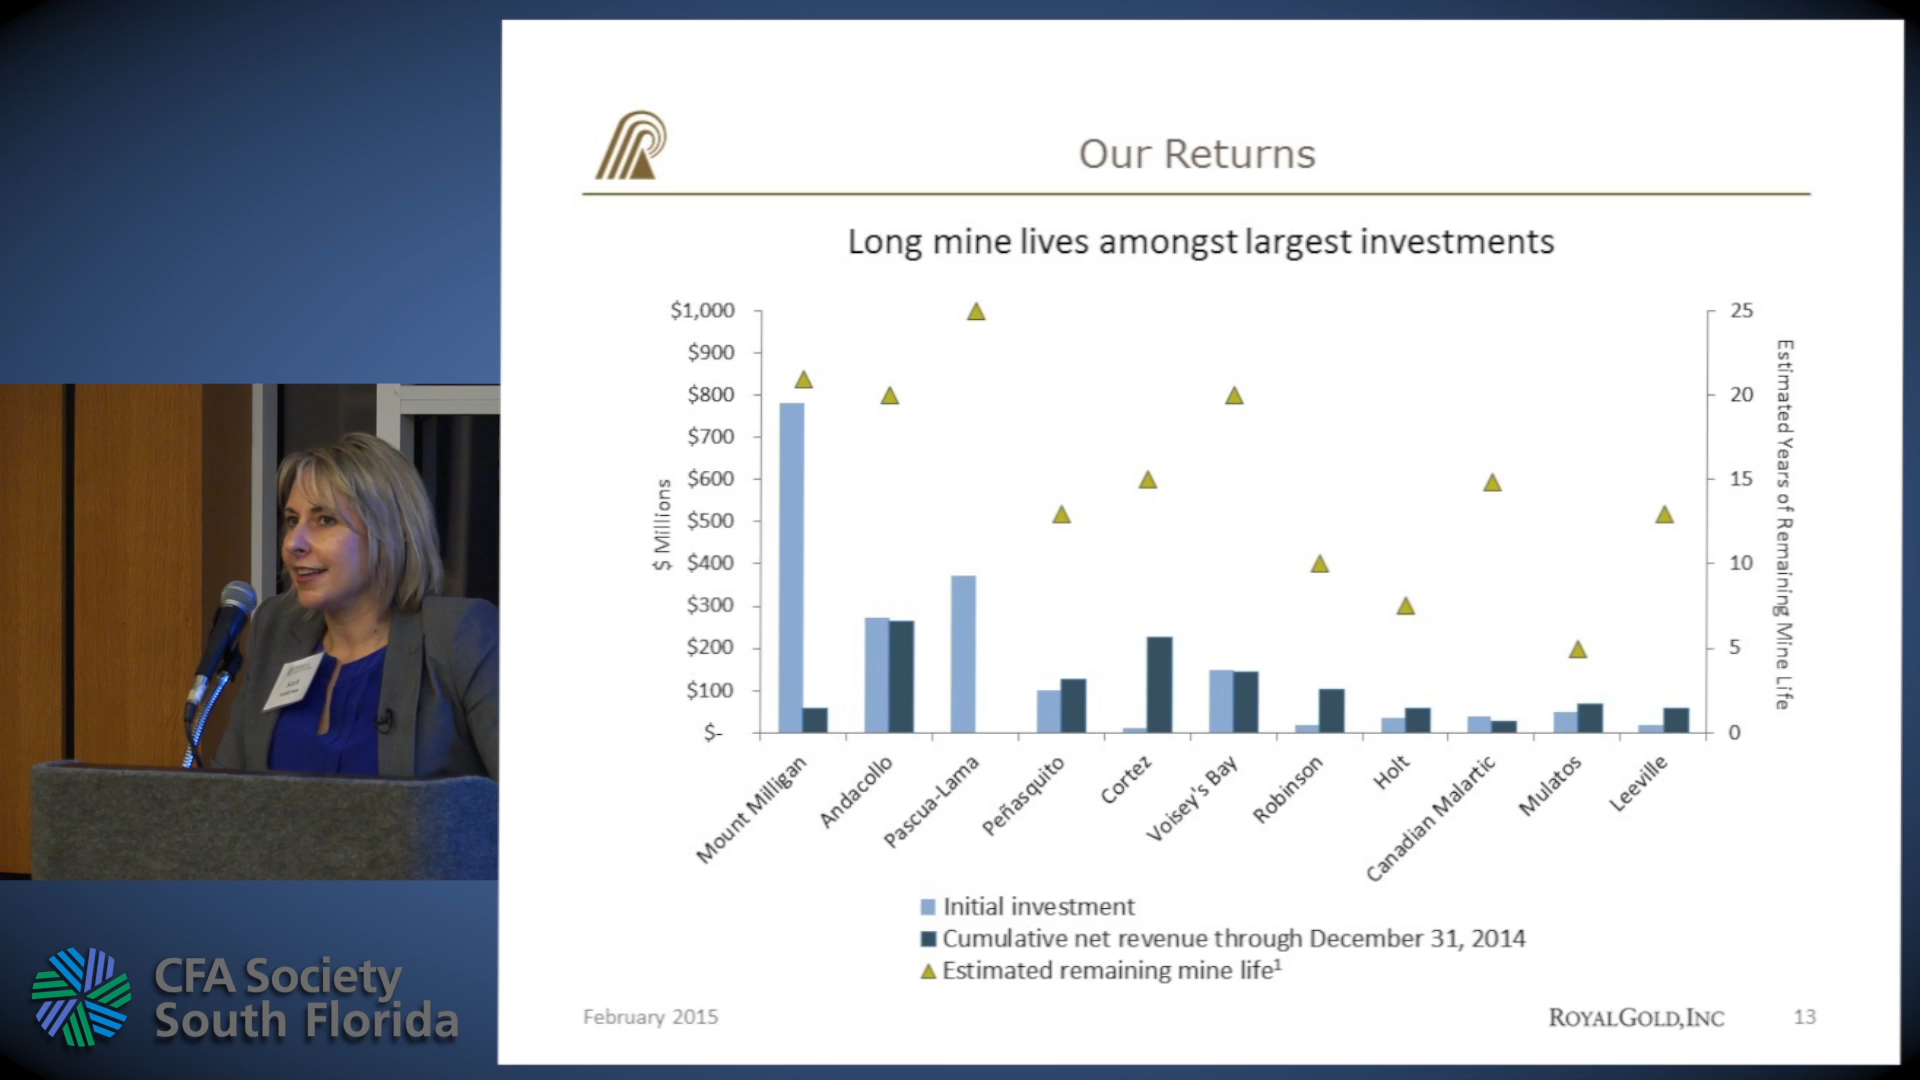 Our Returns
Long mine lives amongst largest investments
$1,000
$900
$800
$700
$600
$500
$400
$300
$200
$100
$-
$ Millions
25
20
15
10
5
0
Estimated Years of Remaining Mine Life
Mount Milligan
Andacollo
Pascua-Lama
Peñasquito
Cortez
Voisey's Bay
Robinson
Holt
Canadian Malartic
Mulatos
Leeville
Initial investment
Cumulative net revenue through December 31, 2014
Estimated remaining mine life¹
February 2015
ROYALGOLD, INC
13
CFA Society
South Florida